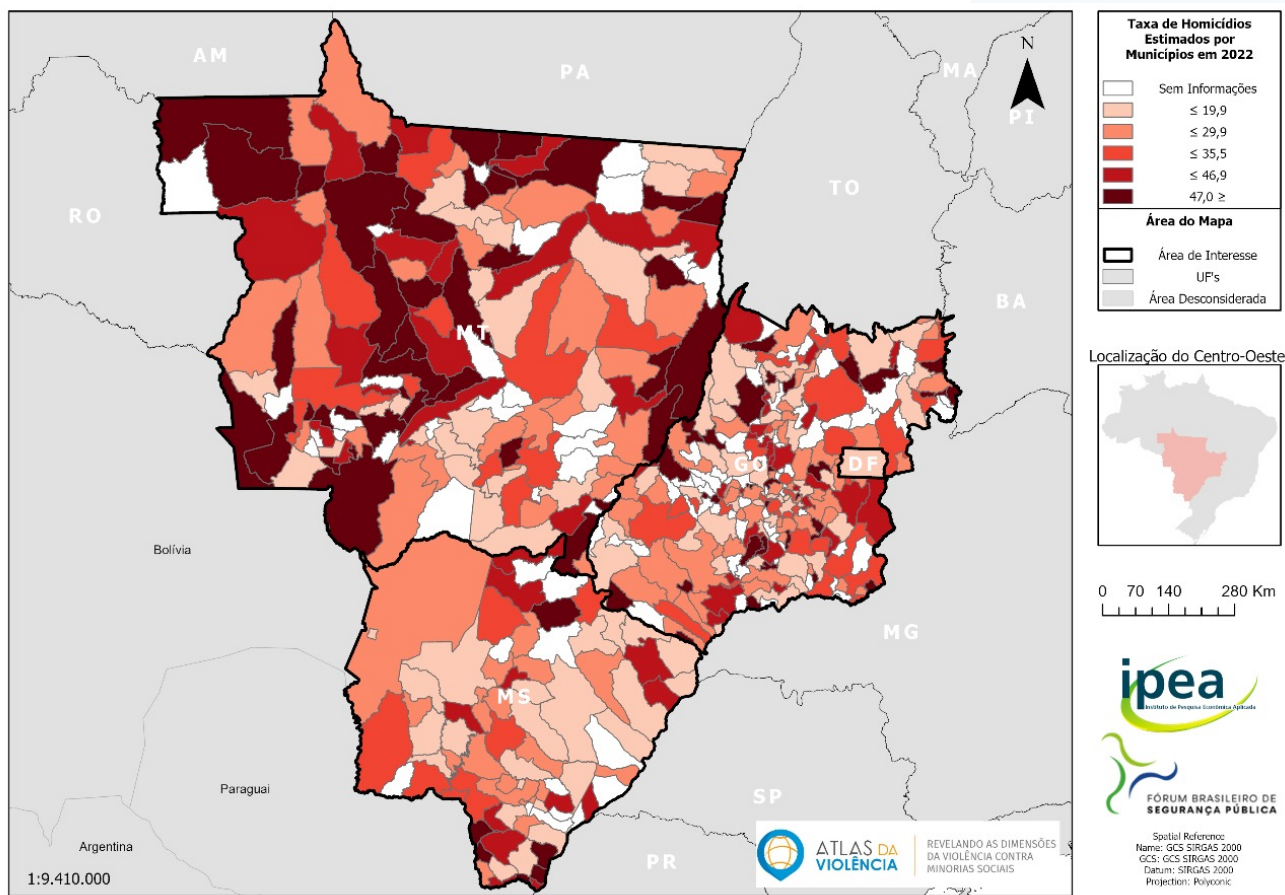 AM
PA
MA
PI
RO
TO
BA
MT
GO
DF
MS
MG
SP
PR
Bolívia
Paraguai
Argentina
N
1:9.410.000
ATLAS DA
VIOLÊNCIA
REVELANDO AS DIMENSÕES
DA VIOLÊNCIA CONTRA
MINORIAS SOCIAIS
Taxa de Homicídios
Estimados por
Municípios em 2022
Sem Informações
≤ 19,9
≤ 29,9
≤ 35,5
≤ 46,9
47,0 ≥
Área do Mapa
Área de Interesse
UF's
Área Desconsiderada
Localização do Centro-Oeste
0 70 140 280 Km
ipea
Instituto de Pesquisa Econômica Aplicada
FÓRUM BRASILEIRO DE
SEGURANÇA PÚBLICA
Spatial Reference
Name: GCS SIRGAS 2000
GCS: GCS SIRGAS 2000
Datum: SIRGAS 2000
Projection: Polyconic